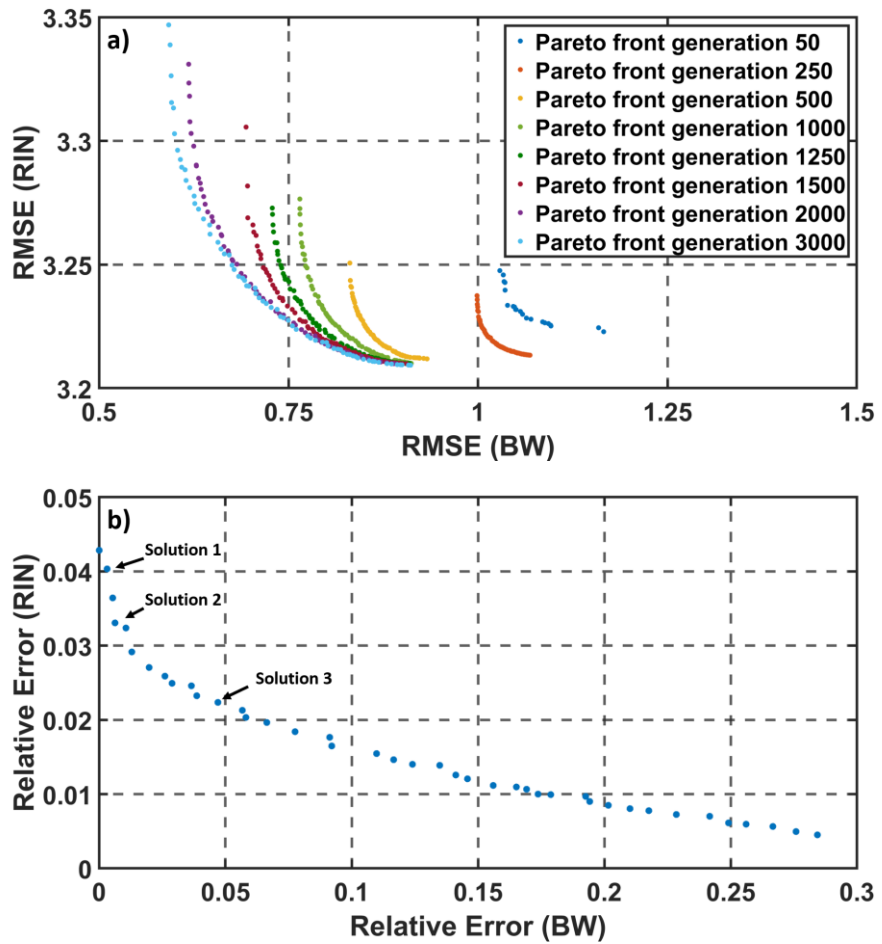 a)
3.35
3.3
3.25
3.2
RMSE (RIN)
Pareto front generation 50
Pareto front generation 250
Pareto front generation 500
Pareto front generation 1000
Pareto front generation 1250
Pareto front generation 1500
Pareto front generation 2000
Pareto front generation 3000
0.5 0.75 1 1.25 1.5
RMSE (BW)
b)
0.05
0.04
0.03
0.02
0.01
0
Relative Error (RIN)
Solution 1
Solution 2
Solution 3
0 0.05 0.1 0.15 0.2 0.25 0.3
Relative Error (BW)